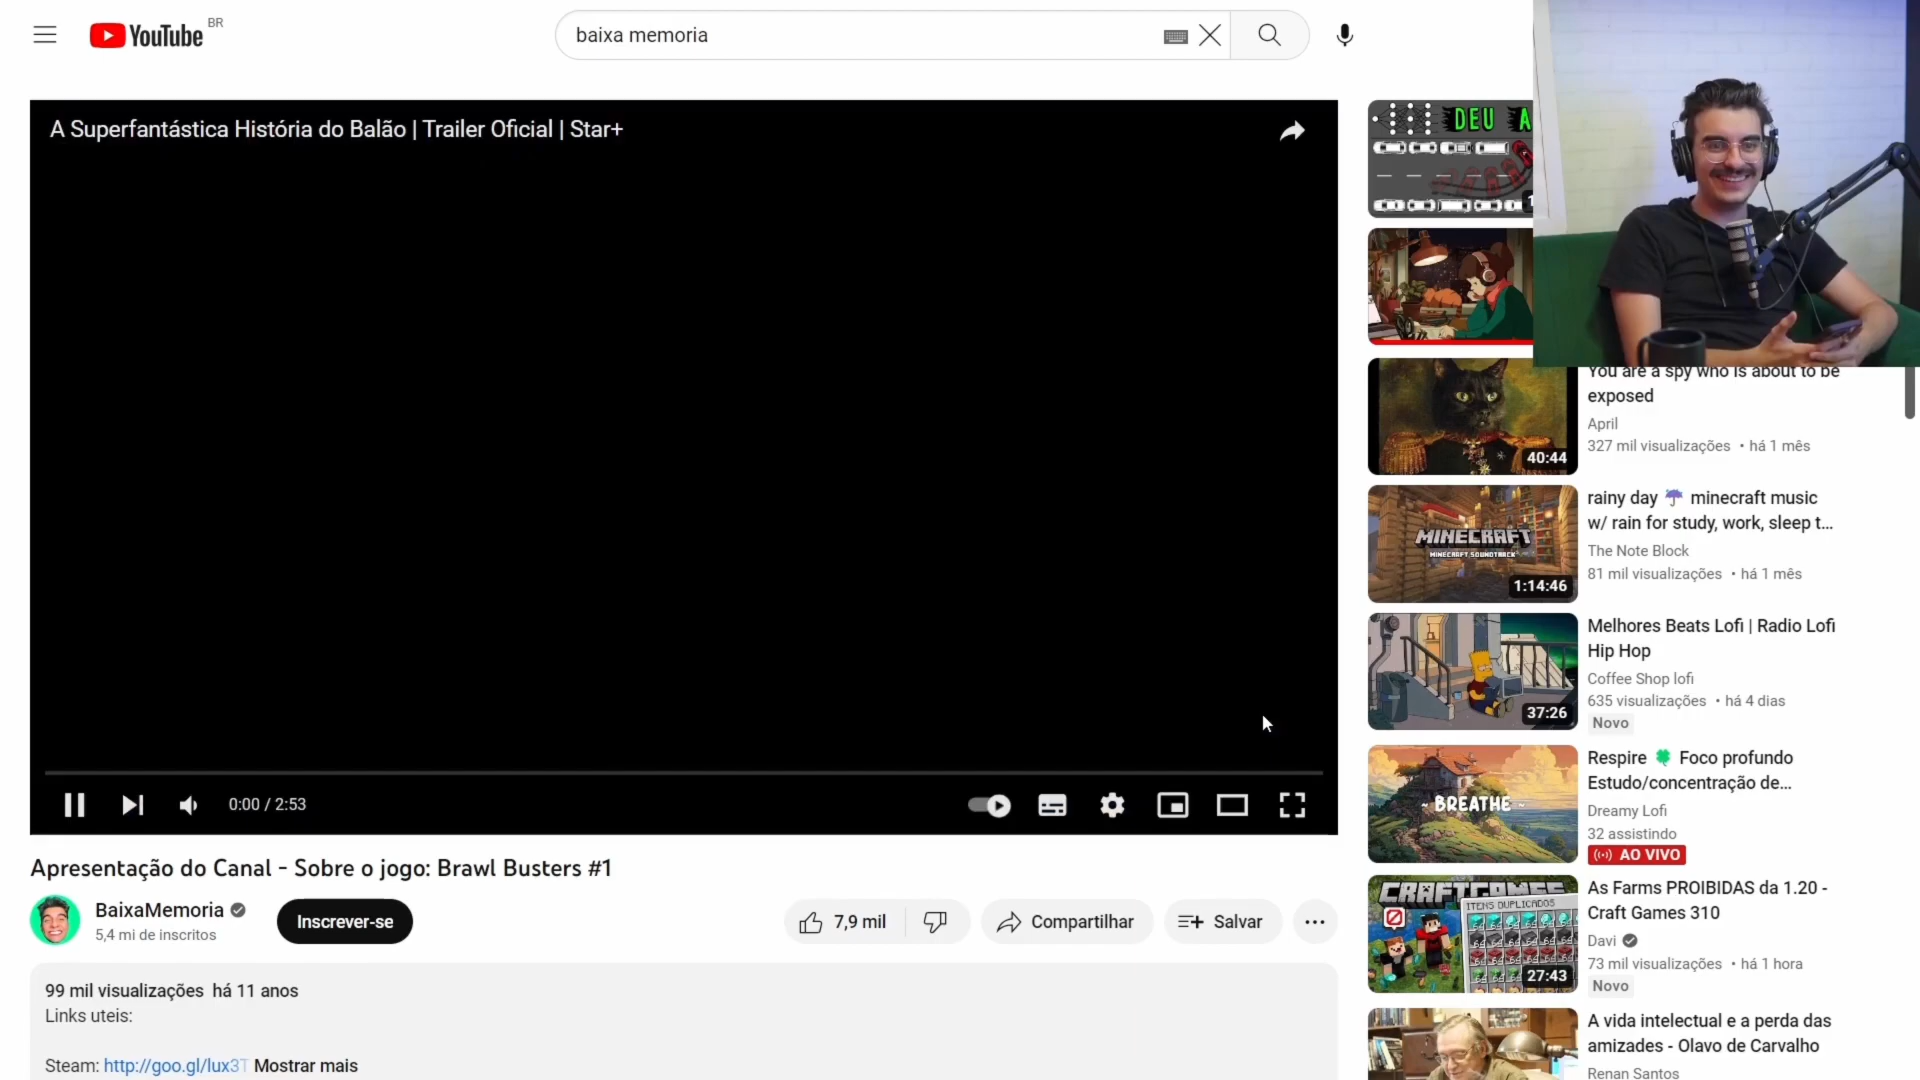 YouTube BR
baixa memoria
A Superfantástica História do Balão | Trailer Oficial | Star+
0:00 / 2:53
Apresentação do Canal - Sobre o jogo: Brawl Busters #1
BaixaMemoria
5,4 mi de inscritos
Inscrever-se
7,9 mil
Compartilhar
Salvar
99 mil visualizações há 11 anos
Links uteis:
Steam: http://goo.gl/lux3T Mostrar mais
DEU A
You are a spy who is about to be
exposed
April
327 mil visualizações • há 1 mês
40:44
rainy day ☔ minecraft music
w/ rain for study, work, sleep t...
The Note Block
81 mil visualizações • há 1 mês
MINECRAFT
MINECRAFT SOUNDTRACK
1:14:46
Melhores Beats Lofi | Radio Lofi
Hip Hop
Coffee Shop lofi
635 visualizações • há 4 dias
Novo
37:26
Respire 🍀 Foco profundo
Estudo/concentração de...
Dreamy Lofi
32 assistindo
AO VIVO
~ BREATHE ~
As Farms PROIBIDAS da 1.20 -
Craft Games 310
Davi
73 mil visualizações • há 1 hora
Novo
CRAFTGAMES
ITENS DUPLICADOS
27:43
A vida intelectual e a perda das
amizades - Olavo de Carvalho
Renan Santos